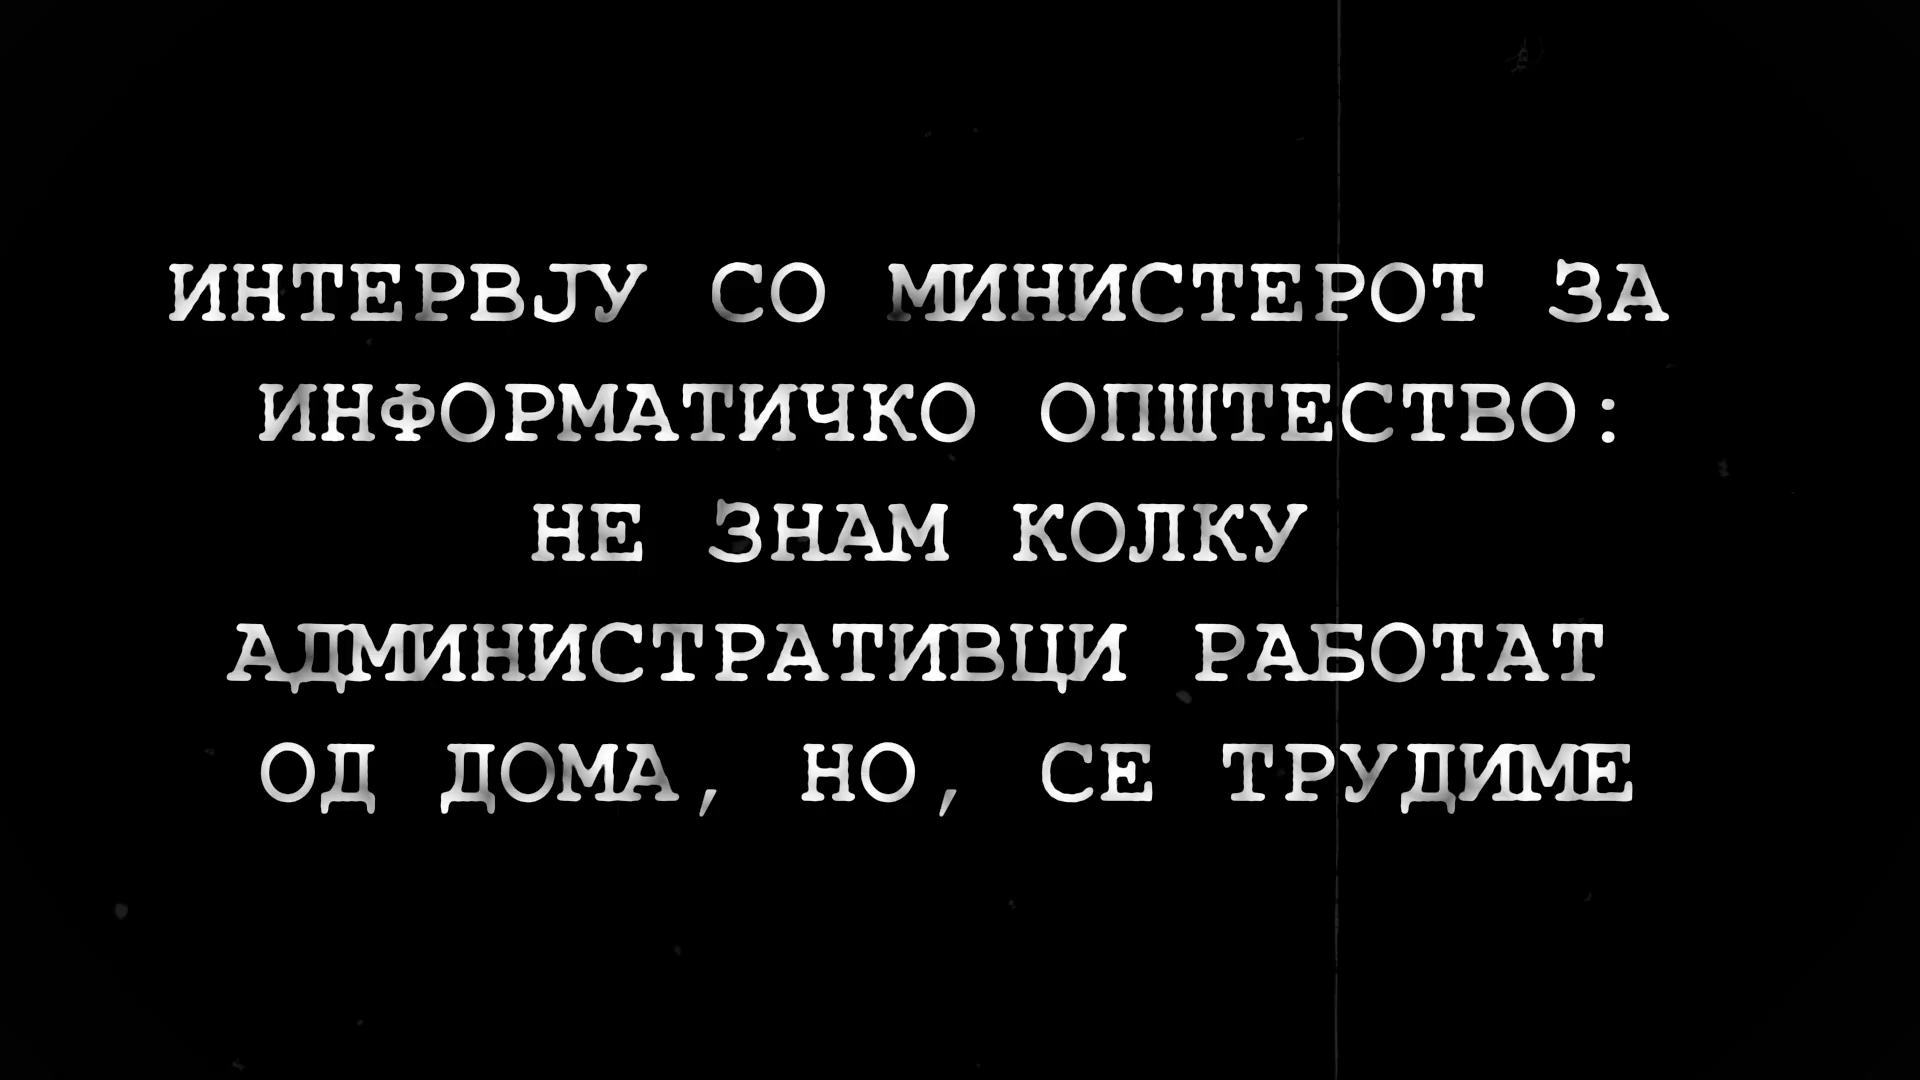 ИНТЕРВЈУ СО МИНИСТЕРОТ ЗА
ИНФОРМАТИЧКО ОПШТЕСТВО:
НЕ ЗНАМ КОЛКУ
АДМИНИСТРАТИВЦИ РАБОТАТ
ОД ДОМА, НО, СЕ ТРУДИМЕ